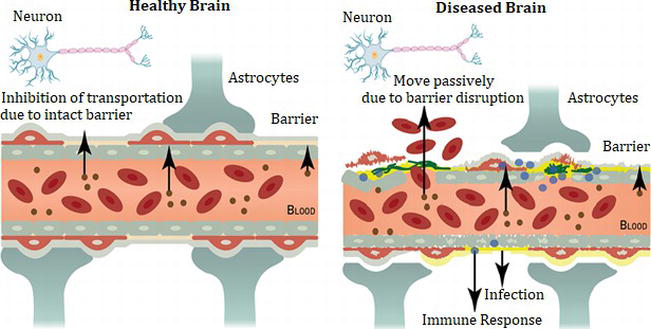 Healthy Brain
Neuron
Astrocytes
Inhibition of transportation
due to intact barrier
Barrier
BLOOD
Diseased Brain
Neuron
Move passively
due to barrier disruption
Astrocytes
Barrier
BLOOD
Infection
Immune Response